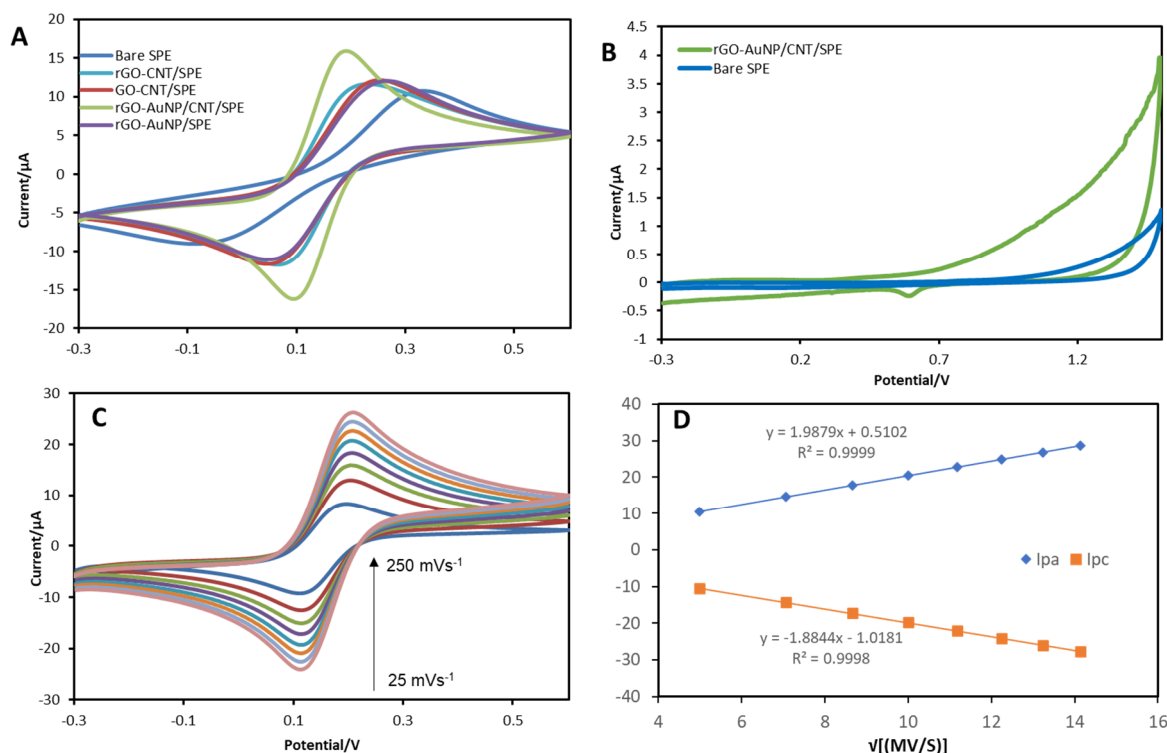 A
Current/µA
20
15
10
5
0
-5
-10
-15
-20
-0.3
-0.1
0.1
0.3
0.5
Bare SPE
rGO-CNT/SPE
GO-CNT/SPE
rGO-AuNP/CNT/SPE
rGO-AuNP/SPE
B
Current/µA
4.5
4
3.5
3
2.5
2
1.5
1
0.5
0
-0.5
-1
-0.3
0.2
0.7
1.2
Potential/V
rGO-AuNP/CNT/SPE
Bare SPE
C
Current/µA
30
20
10
0
-10
-20
-30
-0.3
-0.1
0.1
0.3
0.5
Potential/V
250 mVs-1
25 mVs-1
D
40
30
20
10
0
-10
-20
-30
-40
4
6
8
10
12
14
16
√[(MV/S)]
y = 1.9879x + 0.5102
R² = 0.9999
Ipa
Ipc
y = -1.8844x - 1.0181
R² = 0.9998